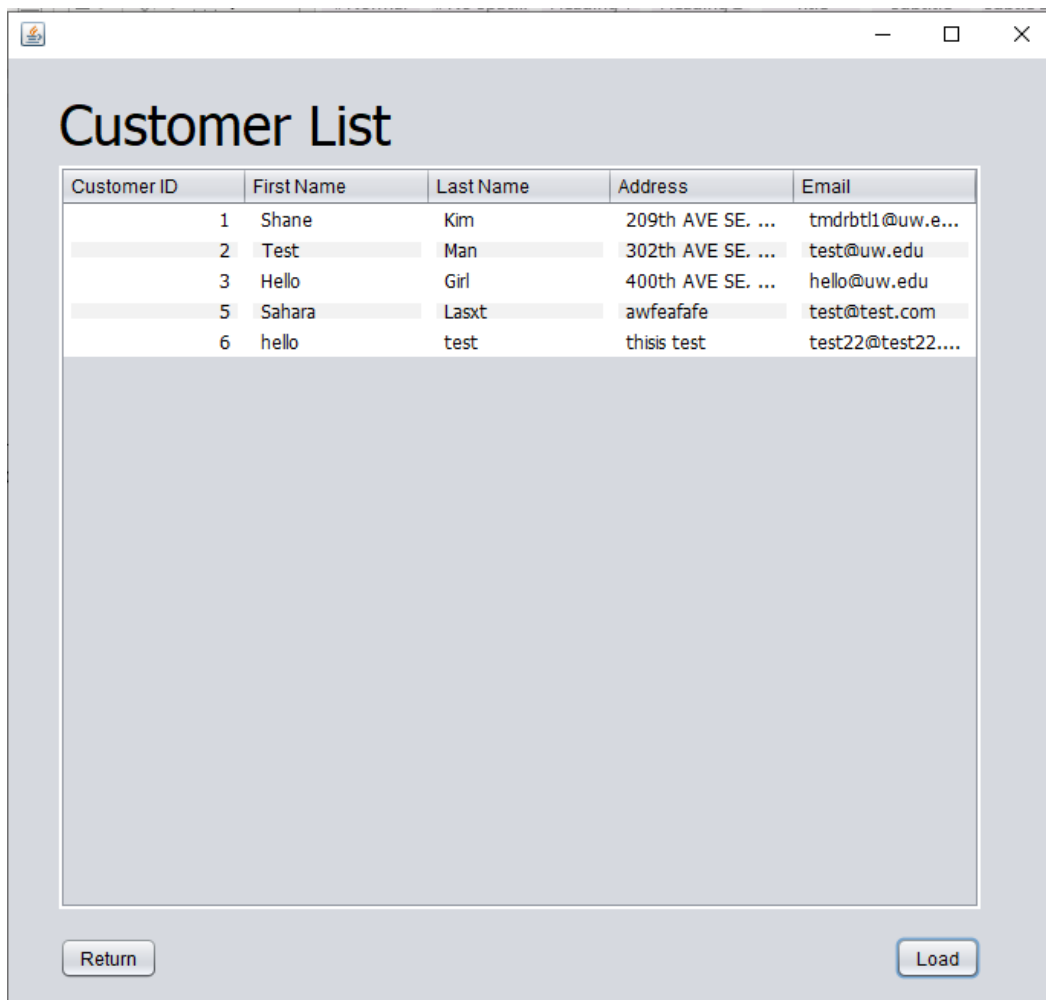 Customer List
Customer ID First Name Last Name Address Email
1 Shane Kim 209th AVE SE. ... tmdrbtl1@uw.e...
2 Test Man 302th AVE SE. ... test@uw.edu
3 Hello Girl 400th AVE SE. ... hello@uw.edu
5 Sahara Lasxt awfeafafe test@test.com
6 hello test thisis test test22@test22....
Return Load